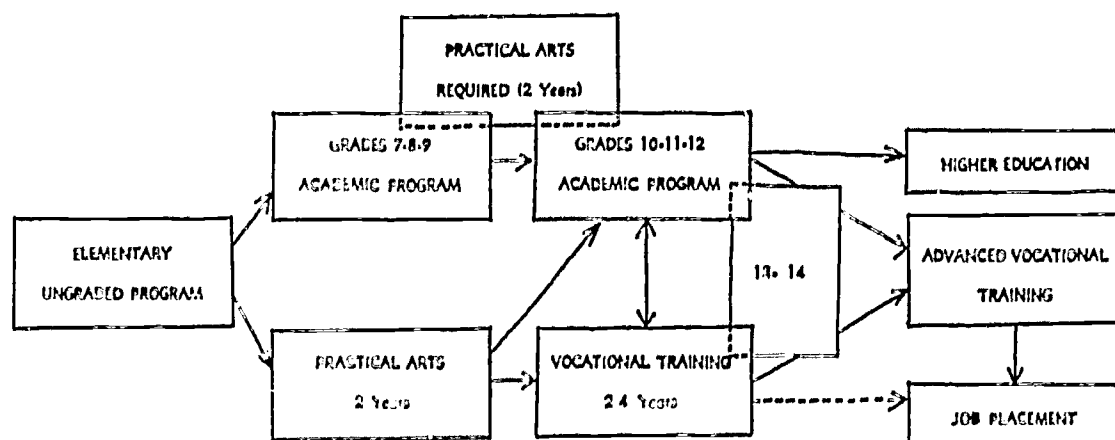 PRACTICAL ARTS
REQUIRED (2 Years)
GRADES 7-8-9
ACADEMIC PROGRAM
GRADES 10-11-12
ACADEMIC PROGRAM
HIGHER EDUCATION
ELEMENTARY
UNGRADED PROGRAM
13- 14
ADVANCED VOCATIONAL
TRAINING
PRACTICAL ARTS
2 Years
VOCATIONAL TRAINING
2-4 Years
JOB PLACEMENT